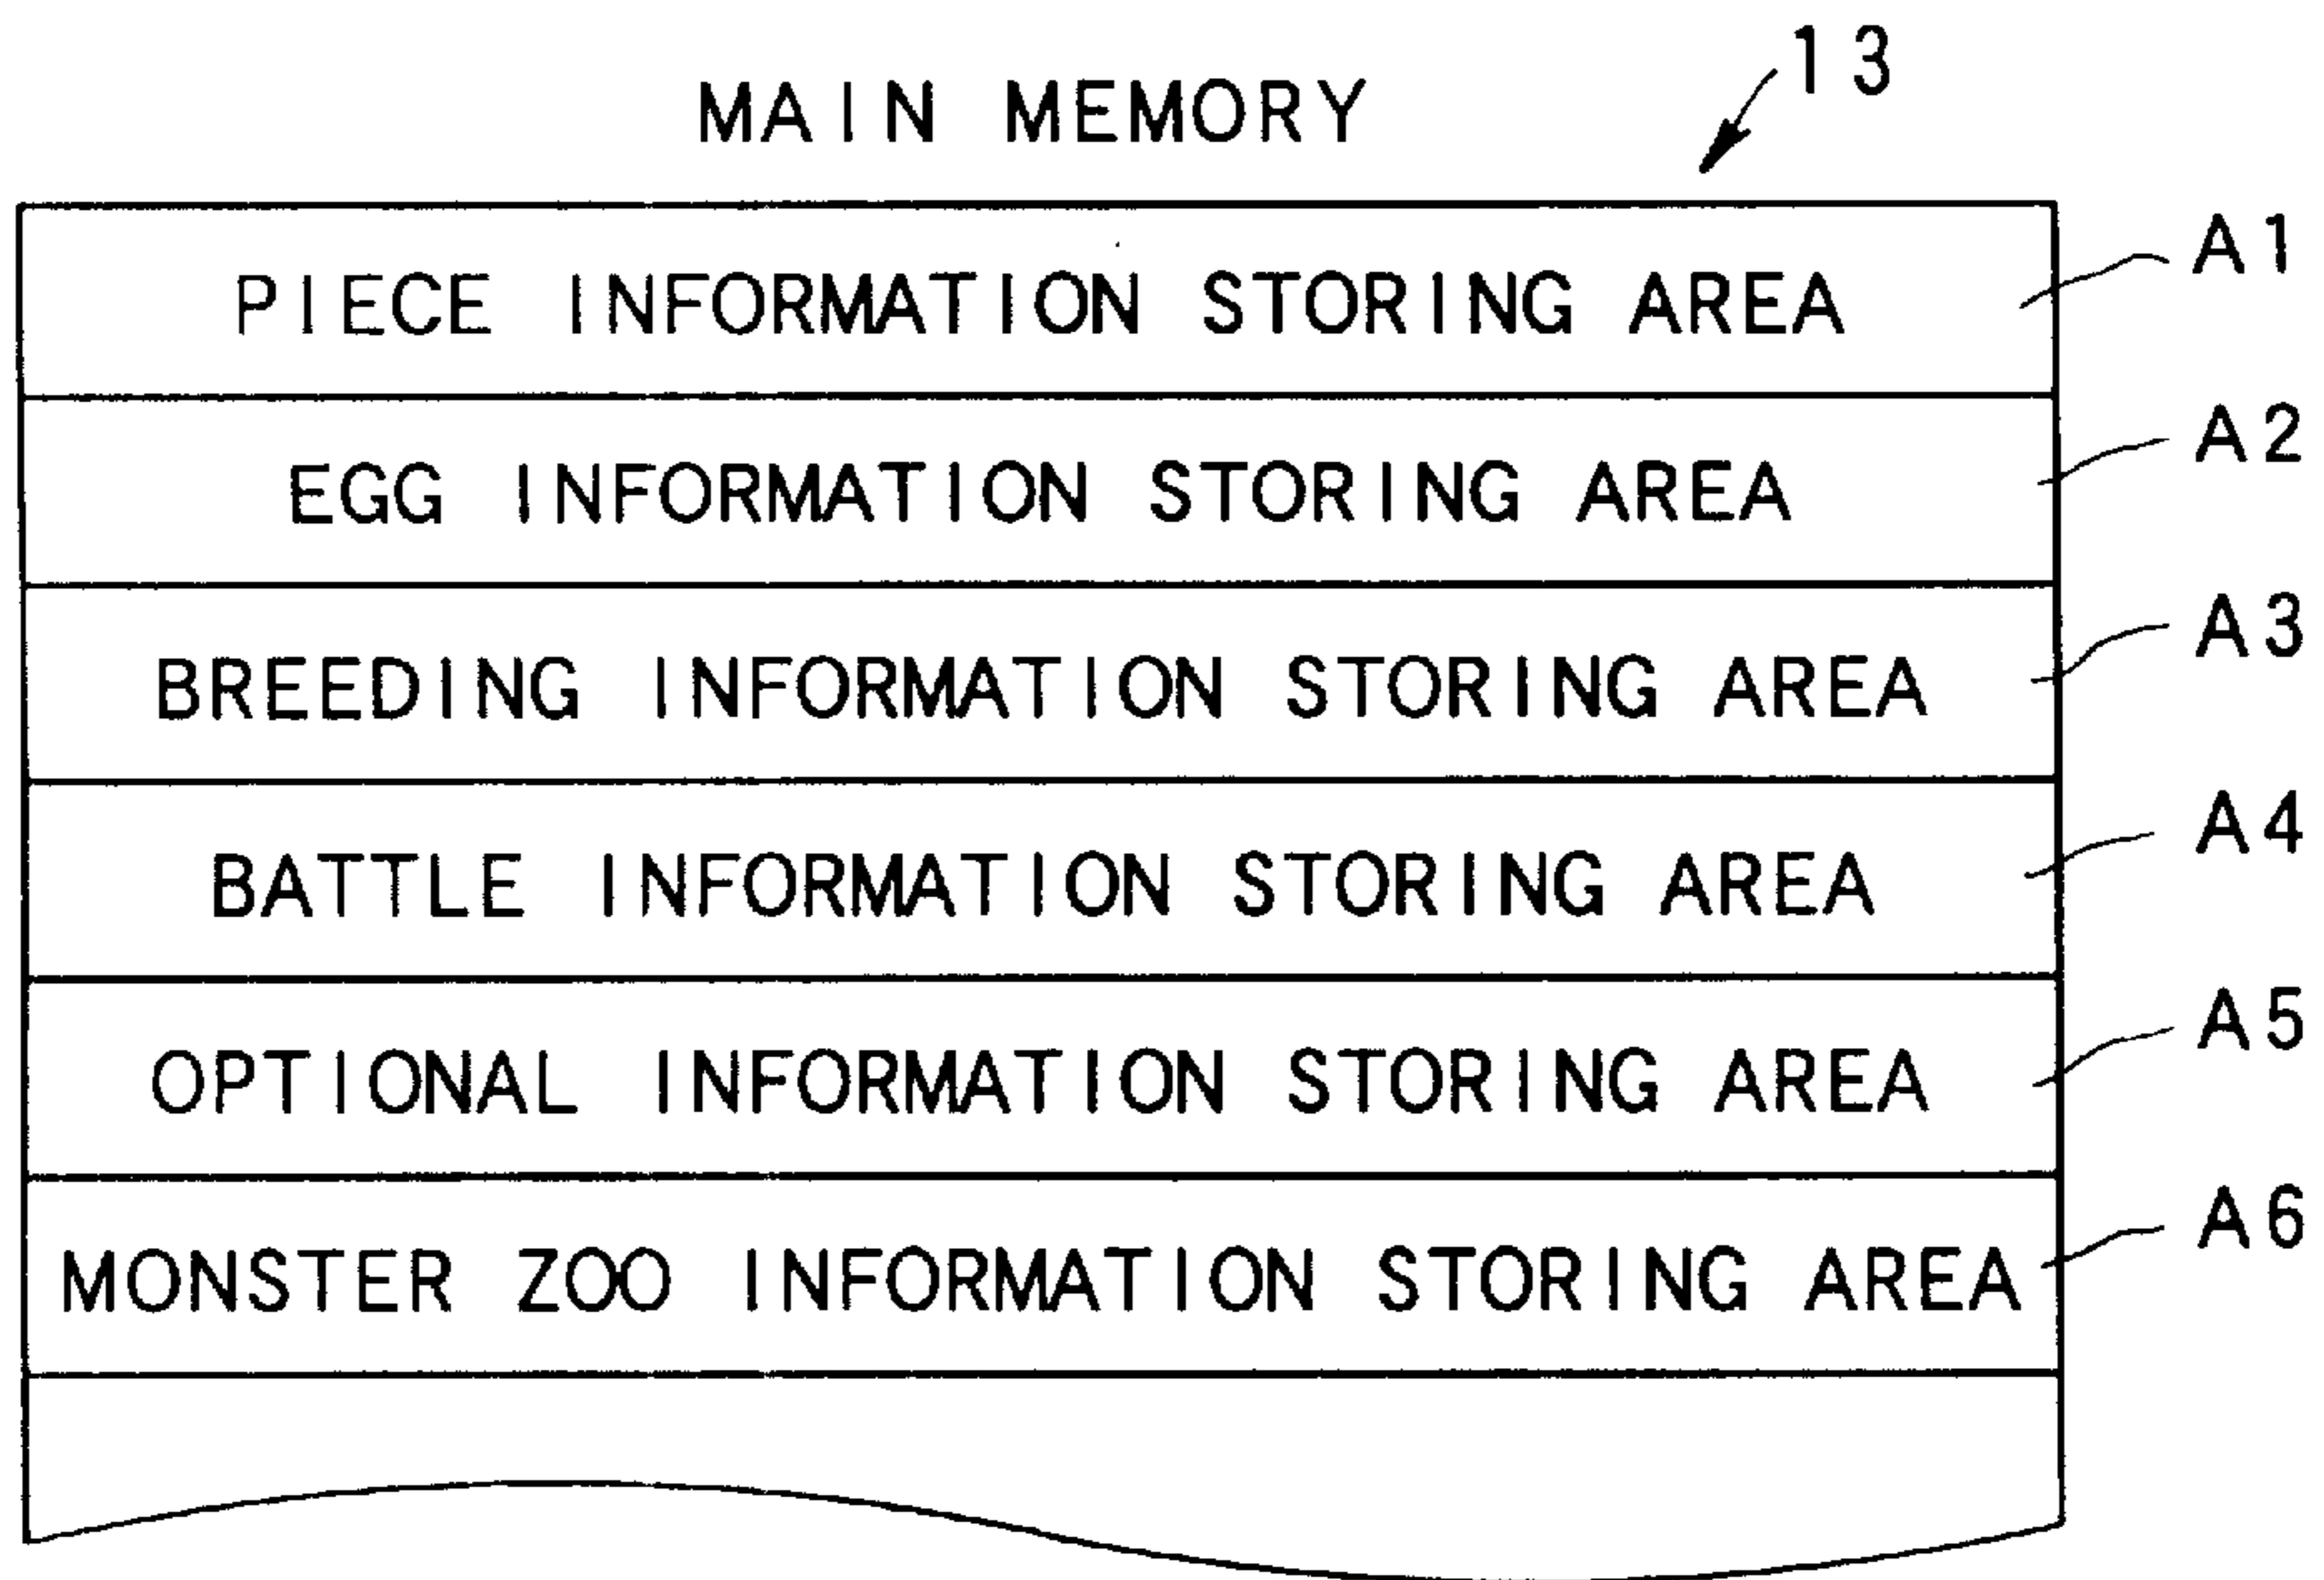 13
MAIN MEMORY
PIECE INFORMATION STORING AREA A1
EGG INFORMATION STORING AREA A2
BREEDING INFORMATION STORING AREA A3
BATTLE INFORMATION STORING AREA A4
OPTIONAL INFORMATION STORING AREA A5
MONSTER ZOO INFORMATION STORING AREA A6